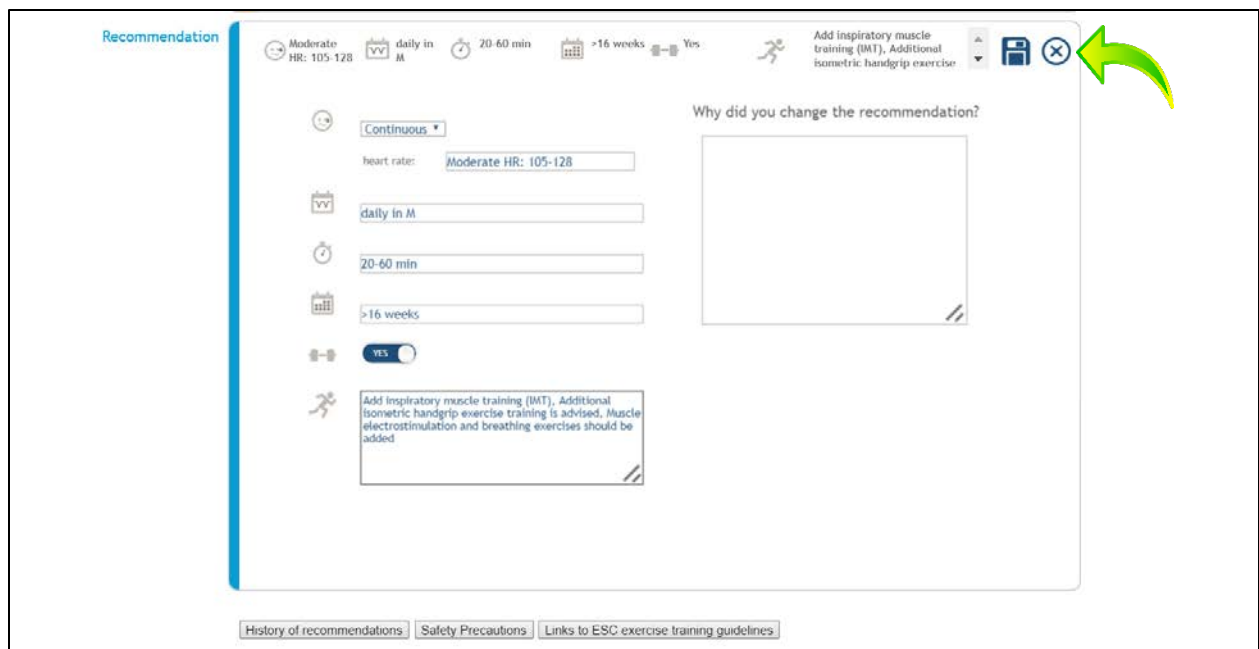 Recommendation
Moderate
HR: 105-128
daily in
M
20-60 min
>16 weeks
Yes
Add inspiratory muscle
training (IMT), Additional
isometric handgrip exercise
Why did you change the recommendation?
Continuous
heart rate: Moderate HR: 105-128
daily in M
20-60 min
>16 weeks
YES
Add inspiratory muscle training (IMT), Additional
isometric handgrip exercise training is advised, Muscle
electrostimulation and breathing exercises should be
added
History of recommendations Safety Precautions Links to ESC exercise training guidelines